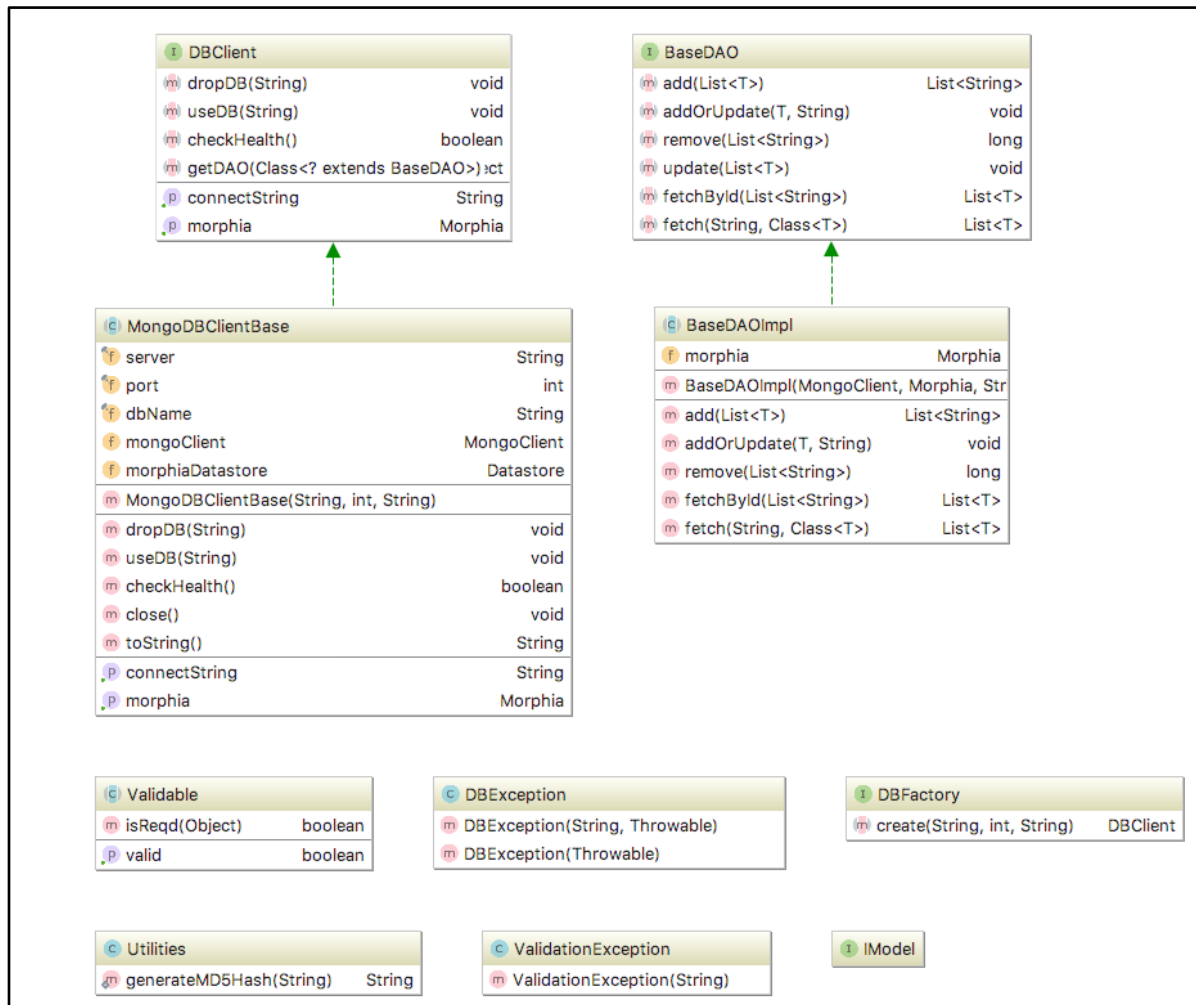 DBClient
dropDB(String) void
useDB(String) void
checkHealth() boolean
getDAO(Class<? extends BaseDAO>)
connectString String
morphia Morphia
BaseDAO
add(List<T>) List<String>
addOrUpdate(T, String) void
remove(List<String>) long
update(List<T>) void
fetchById(List<String>) List<T>
fetch(String, Class<T>) List<T>
MongoDBClientBase
server String
port int
dbName String
mongoClient MongoClient
morphiaDatastore Datastore
MongoDBClientBase(String, int, String)
dropDB(String) void
useDB(String) void
checkHealth() boolean
close() void
toString() String
connectString String
morphia Morphia
BaseDAOImpl
morphia Morphia
BaseDAOImpl(MongoClient, Morphia, Str
add(List<T>) List<String>
addOrUpdate(T, String) void
remove(List<String>) long
fetchById(List<String>) List<T>
fetch(String, Class<T>) List<T>
Validable
isReqd(Object) boolean
valid boolean
DBException
DBException(String, Throwable)
DBException(Throwable)
DBFactory
create(String, int, String) DBClient
Utilities
generateMD5Hash(String) String
ValidationException
ValidationException(String)
IModel